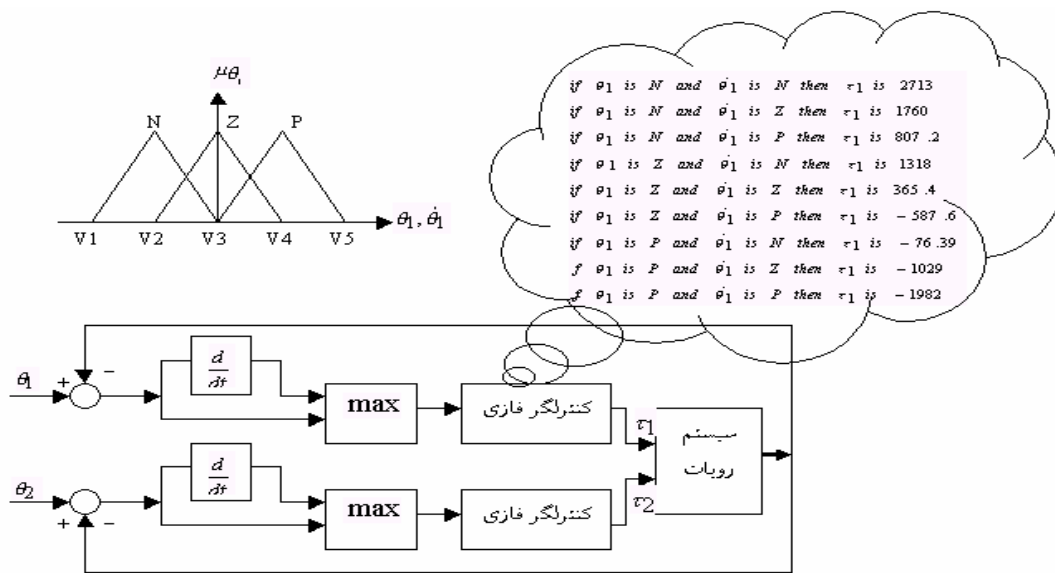 μθ₁
N Z P
V1 V2 V3 V4 V5
θ₁, θ̇₁
if θ1 is N and θ̇1 is N then τ1 is 2713
if θ1 is N and θ̇1 is Z then τ1 is 1760
if θ1 is N and θ̇1 is P then τ1 is 807 .2
if θ1 is Z and θ̇1 is N then τ1 is 1318
if θ1 is Z and θ̇1 is Z then τ1 is 365 .4
if θ1 is Z and θ̇1 is P then τ1 is − 587 .6
if θ1 is P and θ̇1 is N then τ1 is − 76 .39
f θ1 is P and θ̇1 is Z then τ1 is − 1029
f θ1 is P and θ̇1 is P then τ1 is − 1982
θ₁
+ −
d/dt
max
کنترلگر فازی
τ₁
سیستم
روبات
θ₂
+ −
d/dt
max
کنترلگر فازی
τ₂